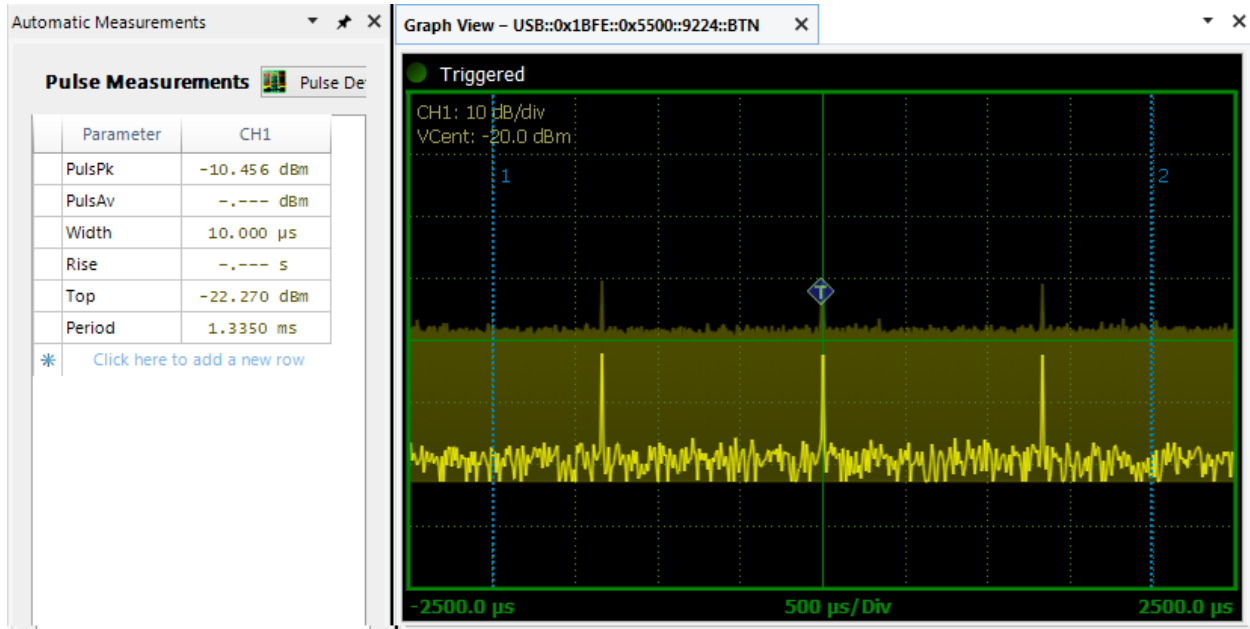 Automatic Measurements
Pulse Measurements Pulse De
Parameter CH1
PulsPk -10.456 dBm
PulsAv -.--- dBm
Width 10.000 µs
Rise -.--- s
Top -22.270 dBm
Period 1.3350 ms
Click here to add a new row
Graph View – USB::0x1BFE::0x5500::9224::BTN
Triggered
CH1: 10 dB/div
VCent: -20.0 dBm
1
2
T
-2500.0 µs 500 µs/Div 2500.0 µs